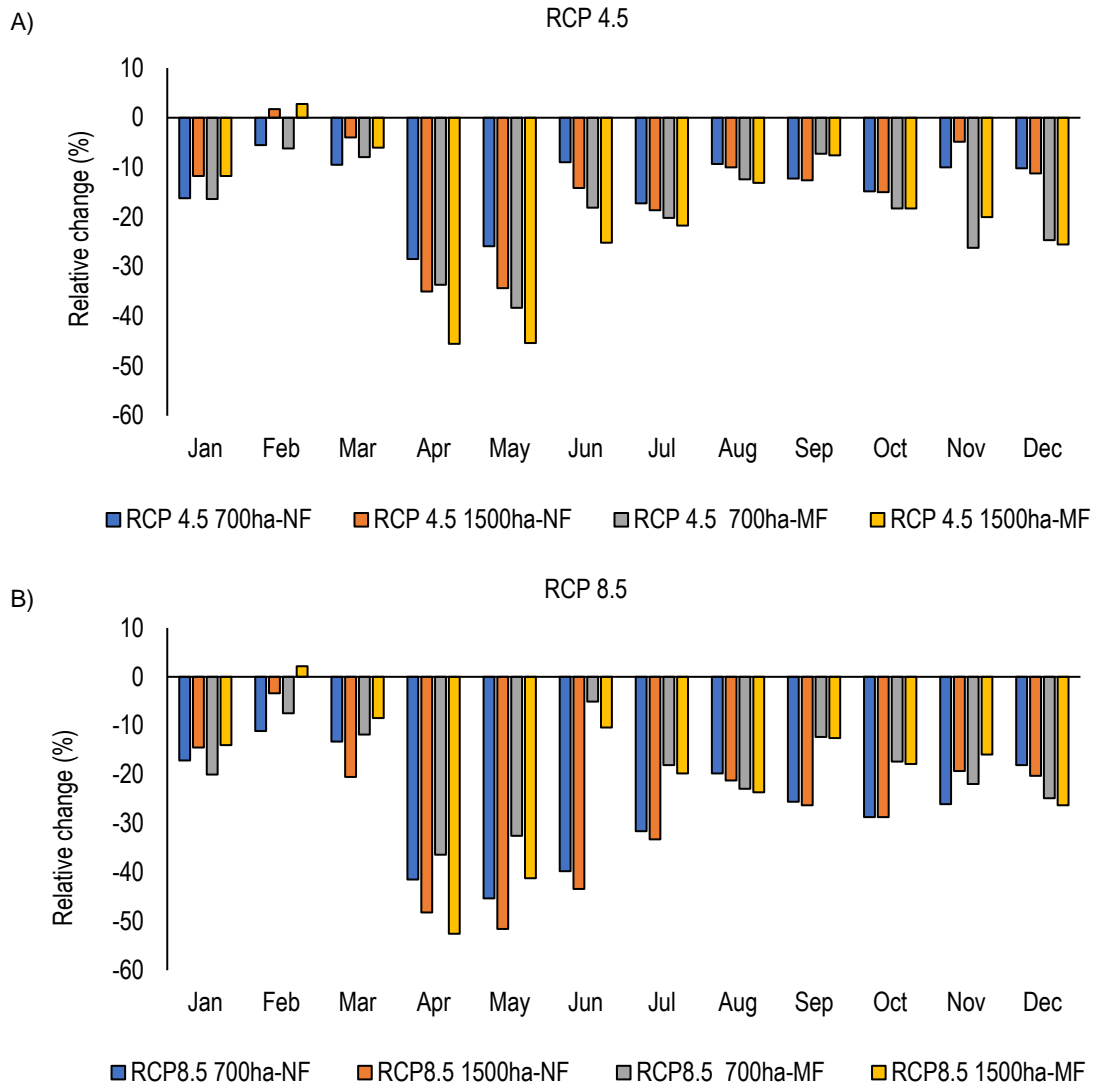 A)
RCP 4.5
Relative change (%)
10
0
-10
-20
-30
-40
-50
-60
Jan Feb Mar Apr May Jun Jul Aug Sep Oct Nov Dec
RCP 4.5 700ha-NF RCP 4.5 1500ha-NF RCP 4.5 700ha-MF RCP 4.5 1500ha-MF
B)
RCP 8.5
Relative change (%)
10
0
-10
-20
-30
-40
-50
-60
Jan Feb Mar Apr May Jun Jul Aug Sep Oct Nov Dec
RCP8.5 700ha-NF RCP8.5 1500ha-NF RCP8.5 700ha-MF RCP8.5 1500ha-MF